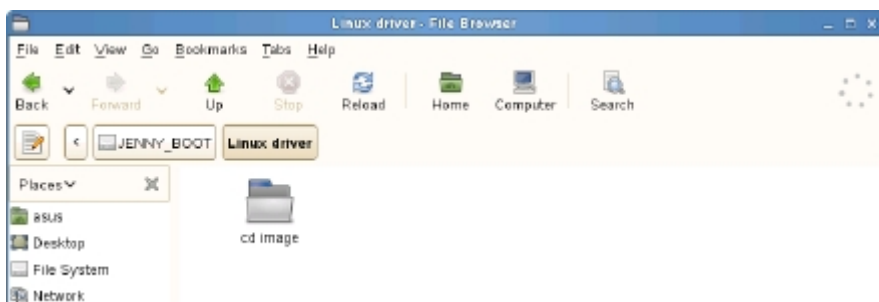 Linux driver - File Browser
File Edit View Go Bookmarks Tabs Help
Back Forward Up Stop Reload Home Computer Search
JENNY_BOOT Linux driver
Places
asus
Desktop
File System
Network
cd image